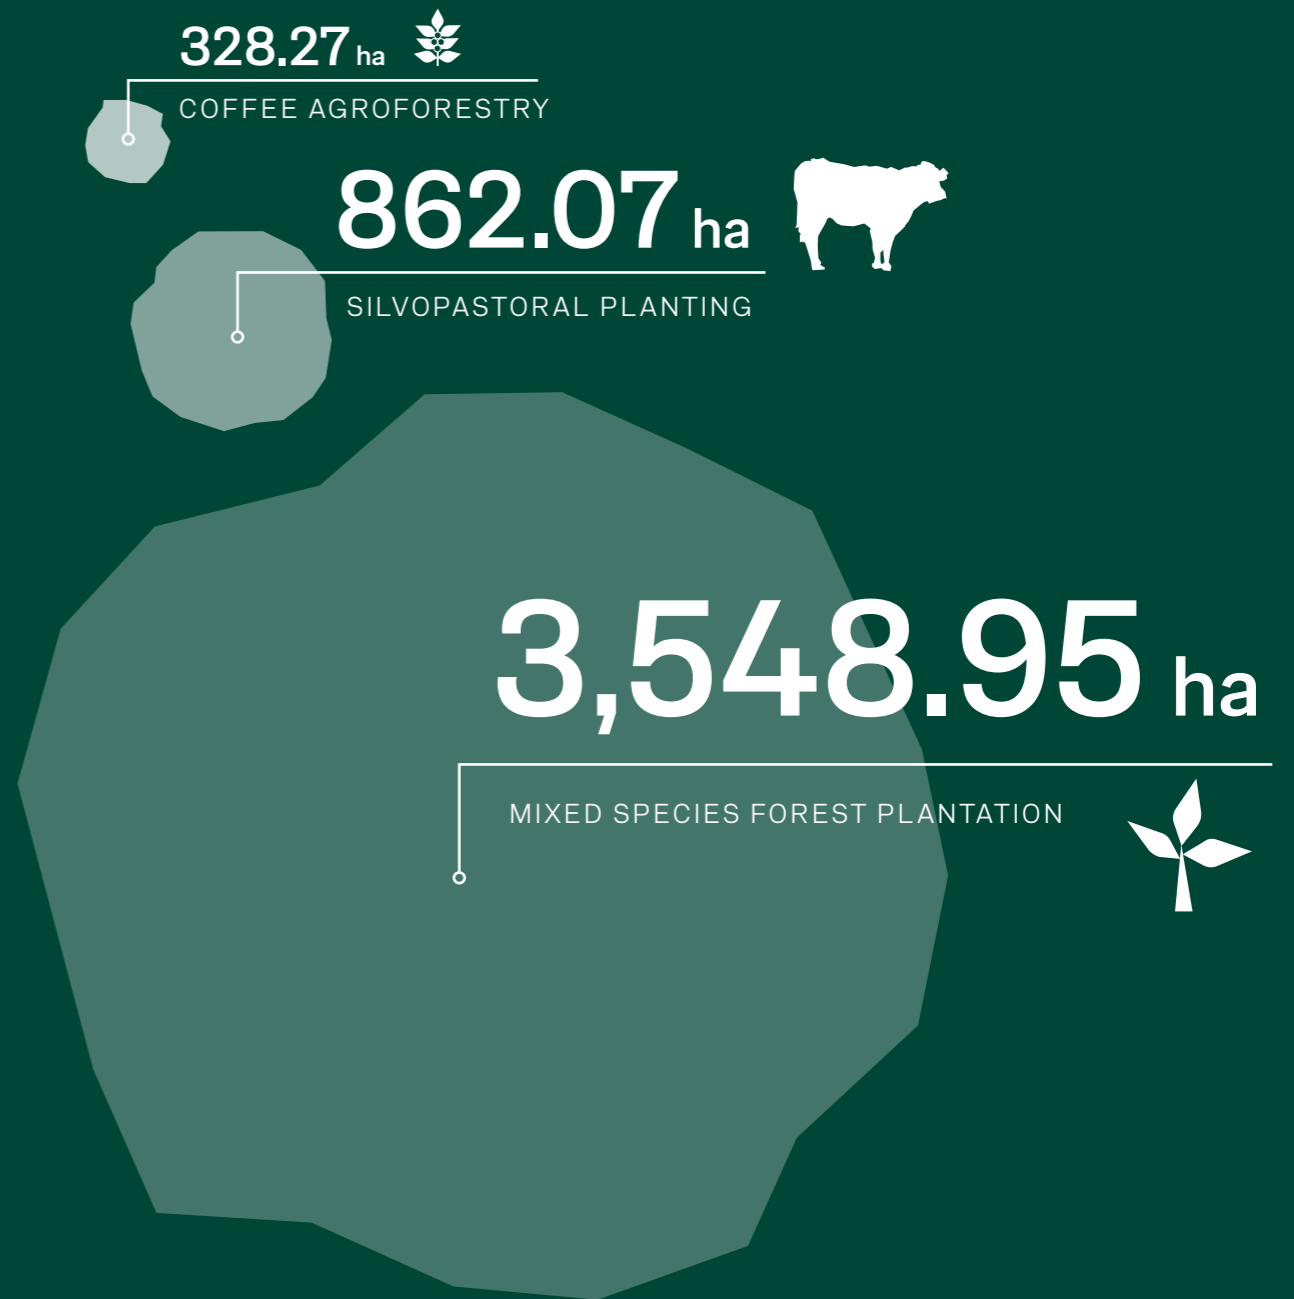 328.27 ha
COFFEE AGROFORESTRY
862.07 ha
SILVOPASTORAL PLANTING
3,548.95 ha
MIXED SPECIES FOREST PLANTATION